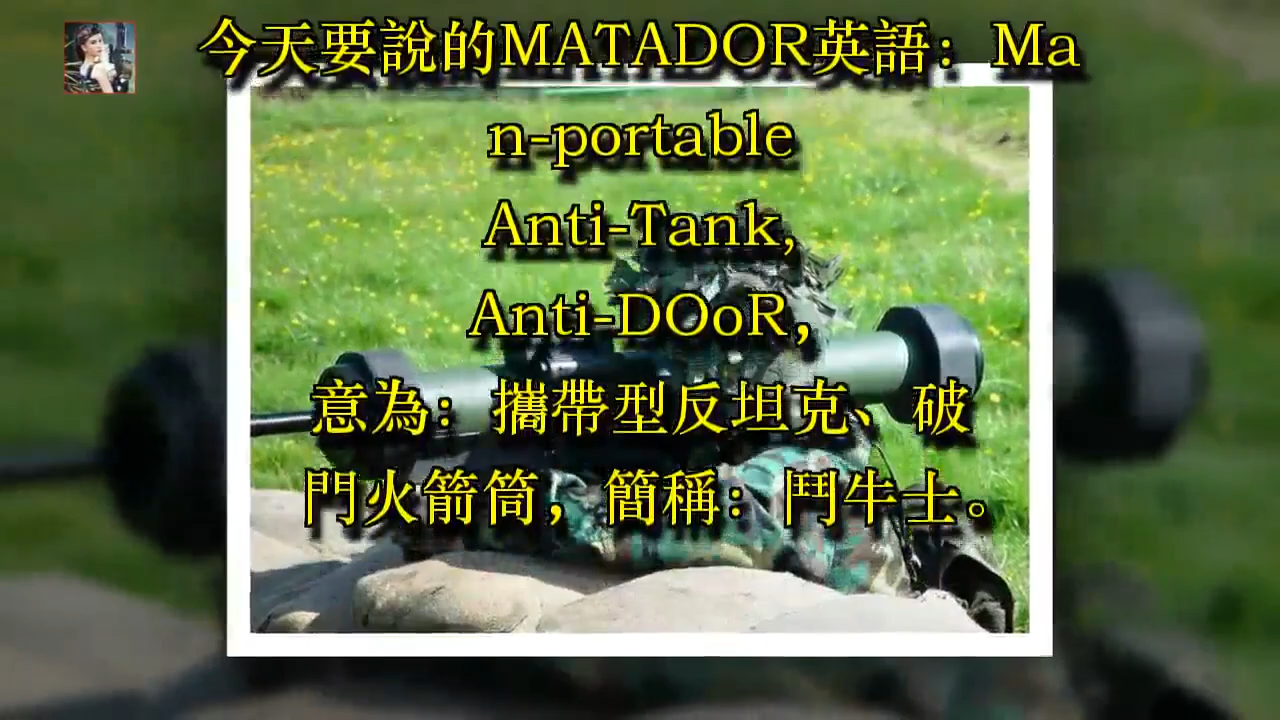 今天要說的MATADOR英語：Ma
n-portable
Anti-Tank,
Anti-DOoR，
意為：攜帶型反坦克、破
門火箭筒，簡稱：鬥牛士。